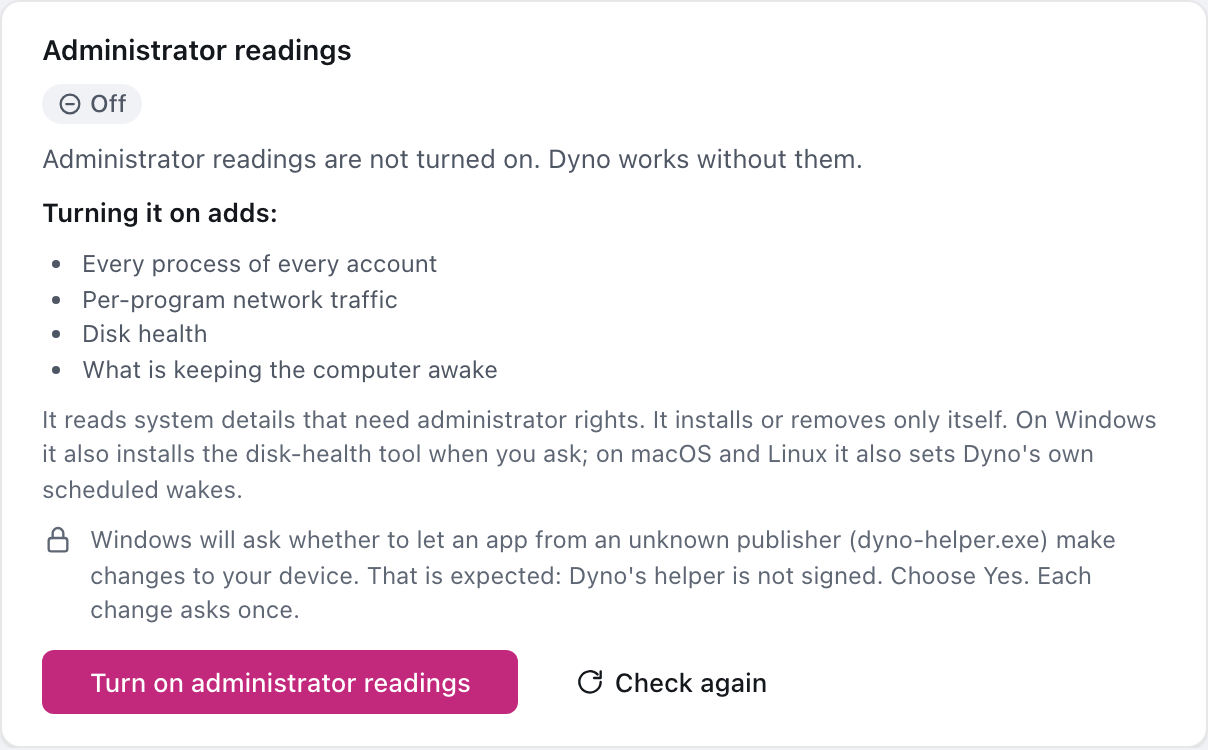 Administrator readings
Off
Administrator readings are not turned on. Dyno works without them.
Turning it on adds:
• Every process of every account
• Per-program network traffic
• Disk health
• What is keeping the computer awake
It reads system details that need administrator rights. It installs or removes only itself. On Windows
it also installs the disk-health tool when you ask; on macOS and Linux it also sets Dyno's own
scheduled wakes.
Windows will ask whether to let an app from an unknown publisher (dyno-helper.exe) make
changes to your device. That is expected: Dyno's helper is not signed. Choose Yes. Each
change asks once.
Turn on administrator readings
Check again